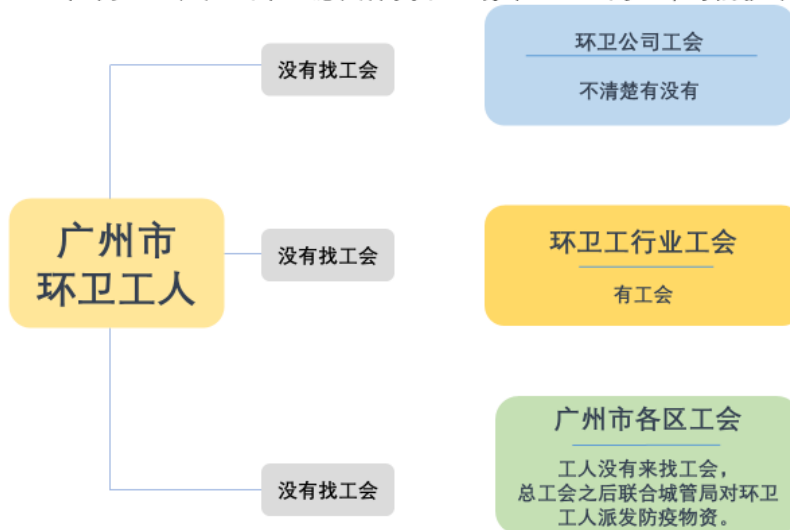 没有找工会
环卫公司工会
不清楚有没有
广州市
环卫工人
没有找工会
环卫工行业工会
有工会
没有找工会
广州市各区工会
工人没有来找工会，
总工会之后联合城管局对环卫
工人派发防疫物资。